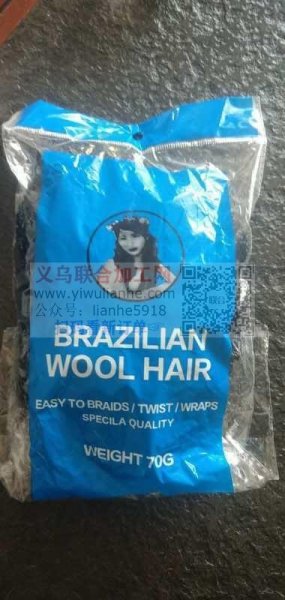 义乌联合加工网
www.yiwulianhe.com
公众号：lianhe5918
BRAZILIAN
WOOL HAIR
EASY TO BRAIDS / TWIST / WRAPS
SPECILA QUALITY
WEIGHT 70G